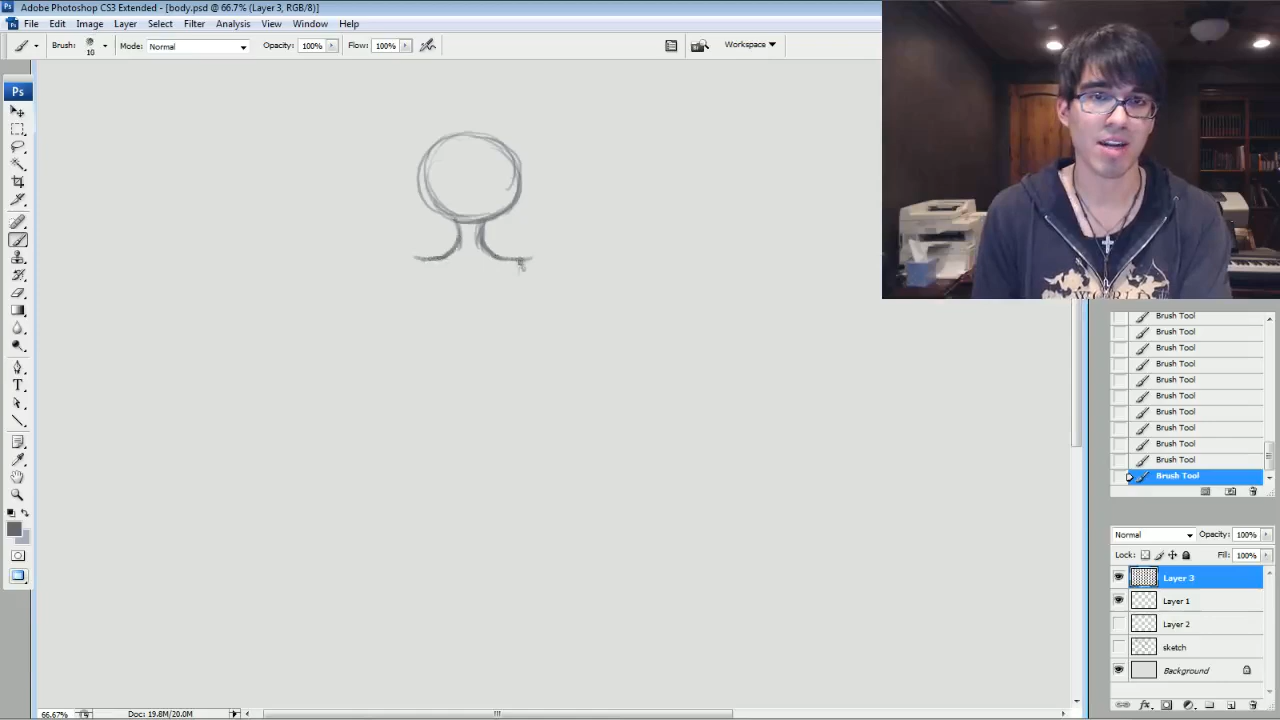 Adobe Photoshop CS3 Extended - [body.psd @ 66.7% (Layer 3, RGB/8)]
File Edit Image Layer Select Filter Analysis View Window Help
Brush: 10 Mode: Normal Opacity: 100% Flow: 100% Workspace
Ps
T
WORLD
Brush Tool
Brush Tool
Brush Tool
Brush Tool
Brush Tool
Brush Tool
Brush Tool
Brush Tool
Brush Tool
Brush Tool
Brush Tool
Normal Opacity: 100%
Lock: Fill: 100%
Layer 3
Layer 1
Layer 2
sketch
Background
66.67% Doc: 19.8M/20.0M